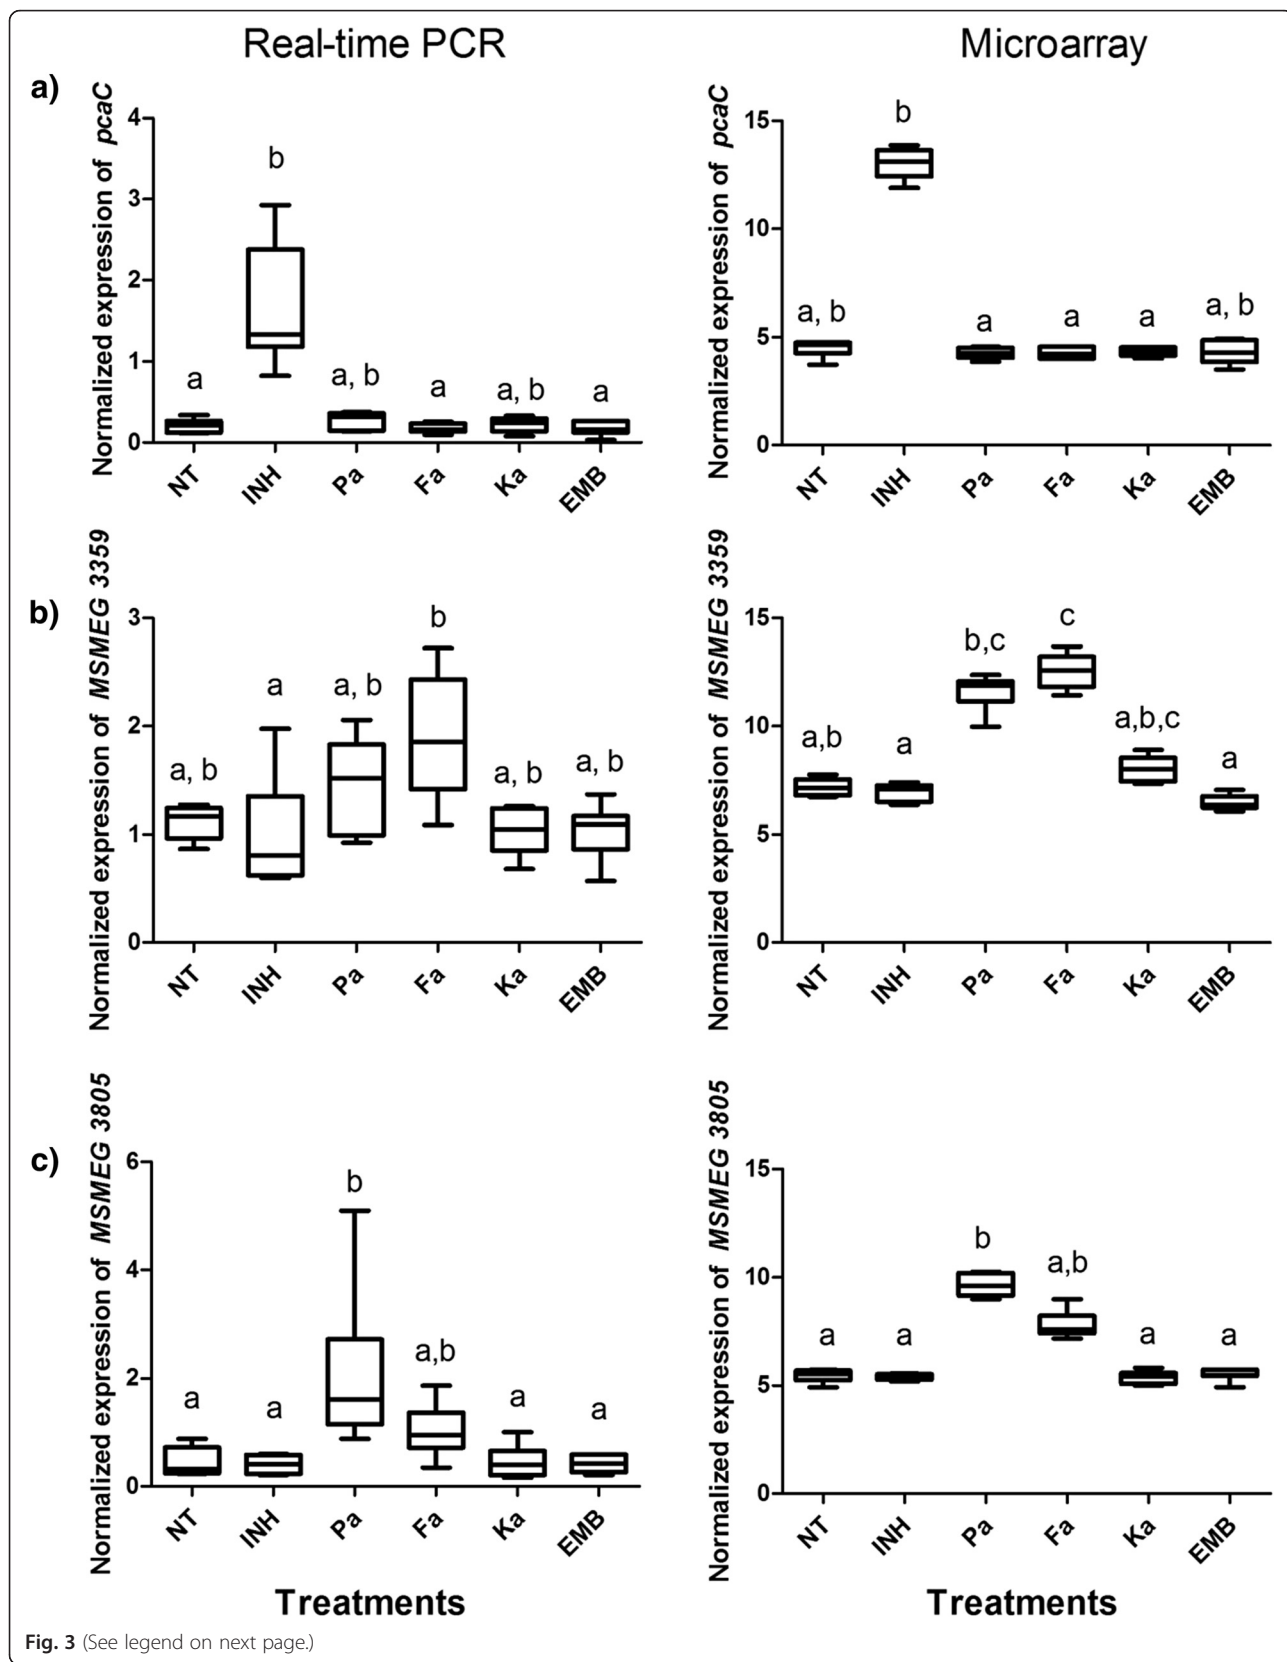 Real-time PCR
Microarray
a)
Normalized expression of pcaC
4
3
2
1
0
a
b
a, b
a
a, b
a
NT
INH
Pa
Fa
Ka
EMB
Normalized expression of pcaC
15
10
5
0
a, b
b
a
a
a
a, b
NT
INH
Pa
Fa
Ka
EMB
b)
Normalized expression of MSMEG 3359
3
2
1
0
a, b
a
a, b
b
a, b
a, b
NT
INH
Pa
Fa
Ka
EMB
Normalized expression of MSMEG 3359
15
10
5
0
a,b
a
b,c
c
a,b,c
a
NT
INH
Pa
Fa
Ka
EMB
c)
Normalized expression of MSMEG 3805
6
4
2
0
a
a
b
a,b
a
a
NT
INH
Pa
Fa
Ka
EMB
Treatments
Normalized expression of MSMEG 3805
15
10
5
0
a
a
b
a,b
a
a
NT
INH
Pa
Fa
Ka
EMB
Treatments
Fig. 3 (See legend on next page.)